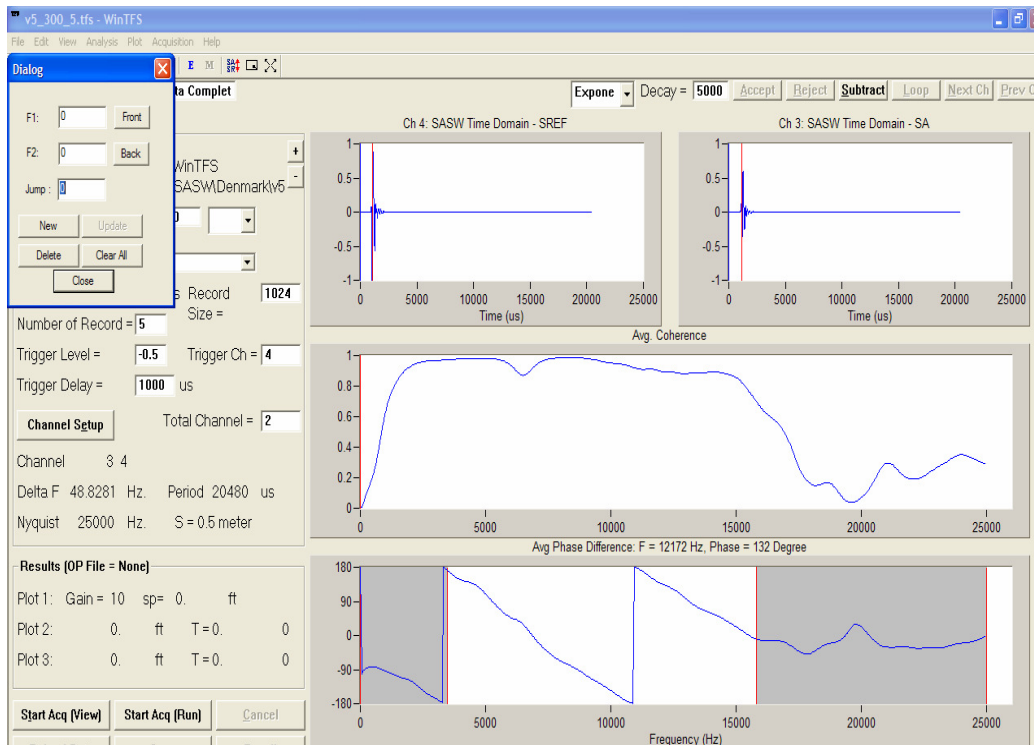 v5_300_5.tfs - WinTFS
File Edit View Analysis Plot Acquisition Help
Dialog
E M SA↑ SR↑
ta Complet
Expone Decay = 5000 Accept Reject Subtract Loop Next Ch Prev C
F1: 0 Front
F2: 0 Back
Jump : 0
New Update
Delete Clear All
Close
WinTFS
SASW\Denmark\v5
+
-
s Record Size = 1024
Number of Record = 5
Trigger Level = -0.5 Trigger Ch = 4
Trigger Delay = 1000 us
Channel Setup Total Channel = 2
Channel 3 4
Delta F 48.8281 Hz. Period 20480 us
Nyquist 25000 Hz. S = 0.5 meter
Results (OP File = None)
Plot 1: Gain = 10 sp= 0. ft
Plot 2: 0. ft T = 0. 0
Plot 3: 0. ft T = 0. 0
Start Acq (View) Start Acq (Run) Cancel
Ch 4: SASW Time Domain - SREF
1
0.5
0
-0.5
-1
0 5000 10000 15000 20000 25000
Time (us)
Ch 3: SASW Time Domain - SA
1
0.5
0
-0.5
-1
0 5000 10000 15000 20000 25000
Time (us)
Avg. Coherence
1
0.8
0.6
0.4
0.2
0
0 5000 10000 15000 20000 25000
Avg Phase Difference: F = 12172 Hz, Phase = 132 Degree
180
90
0
-90
-180
0 5000 10000 15000 20000 25000
Frequency (Hz)